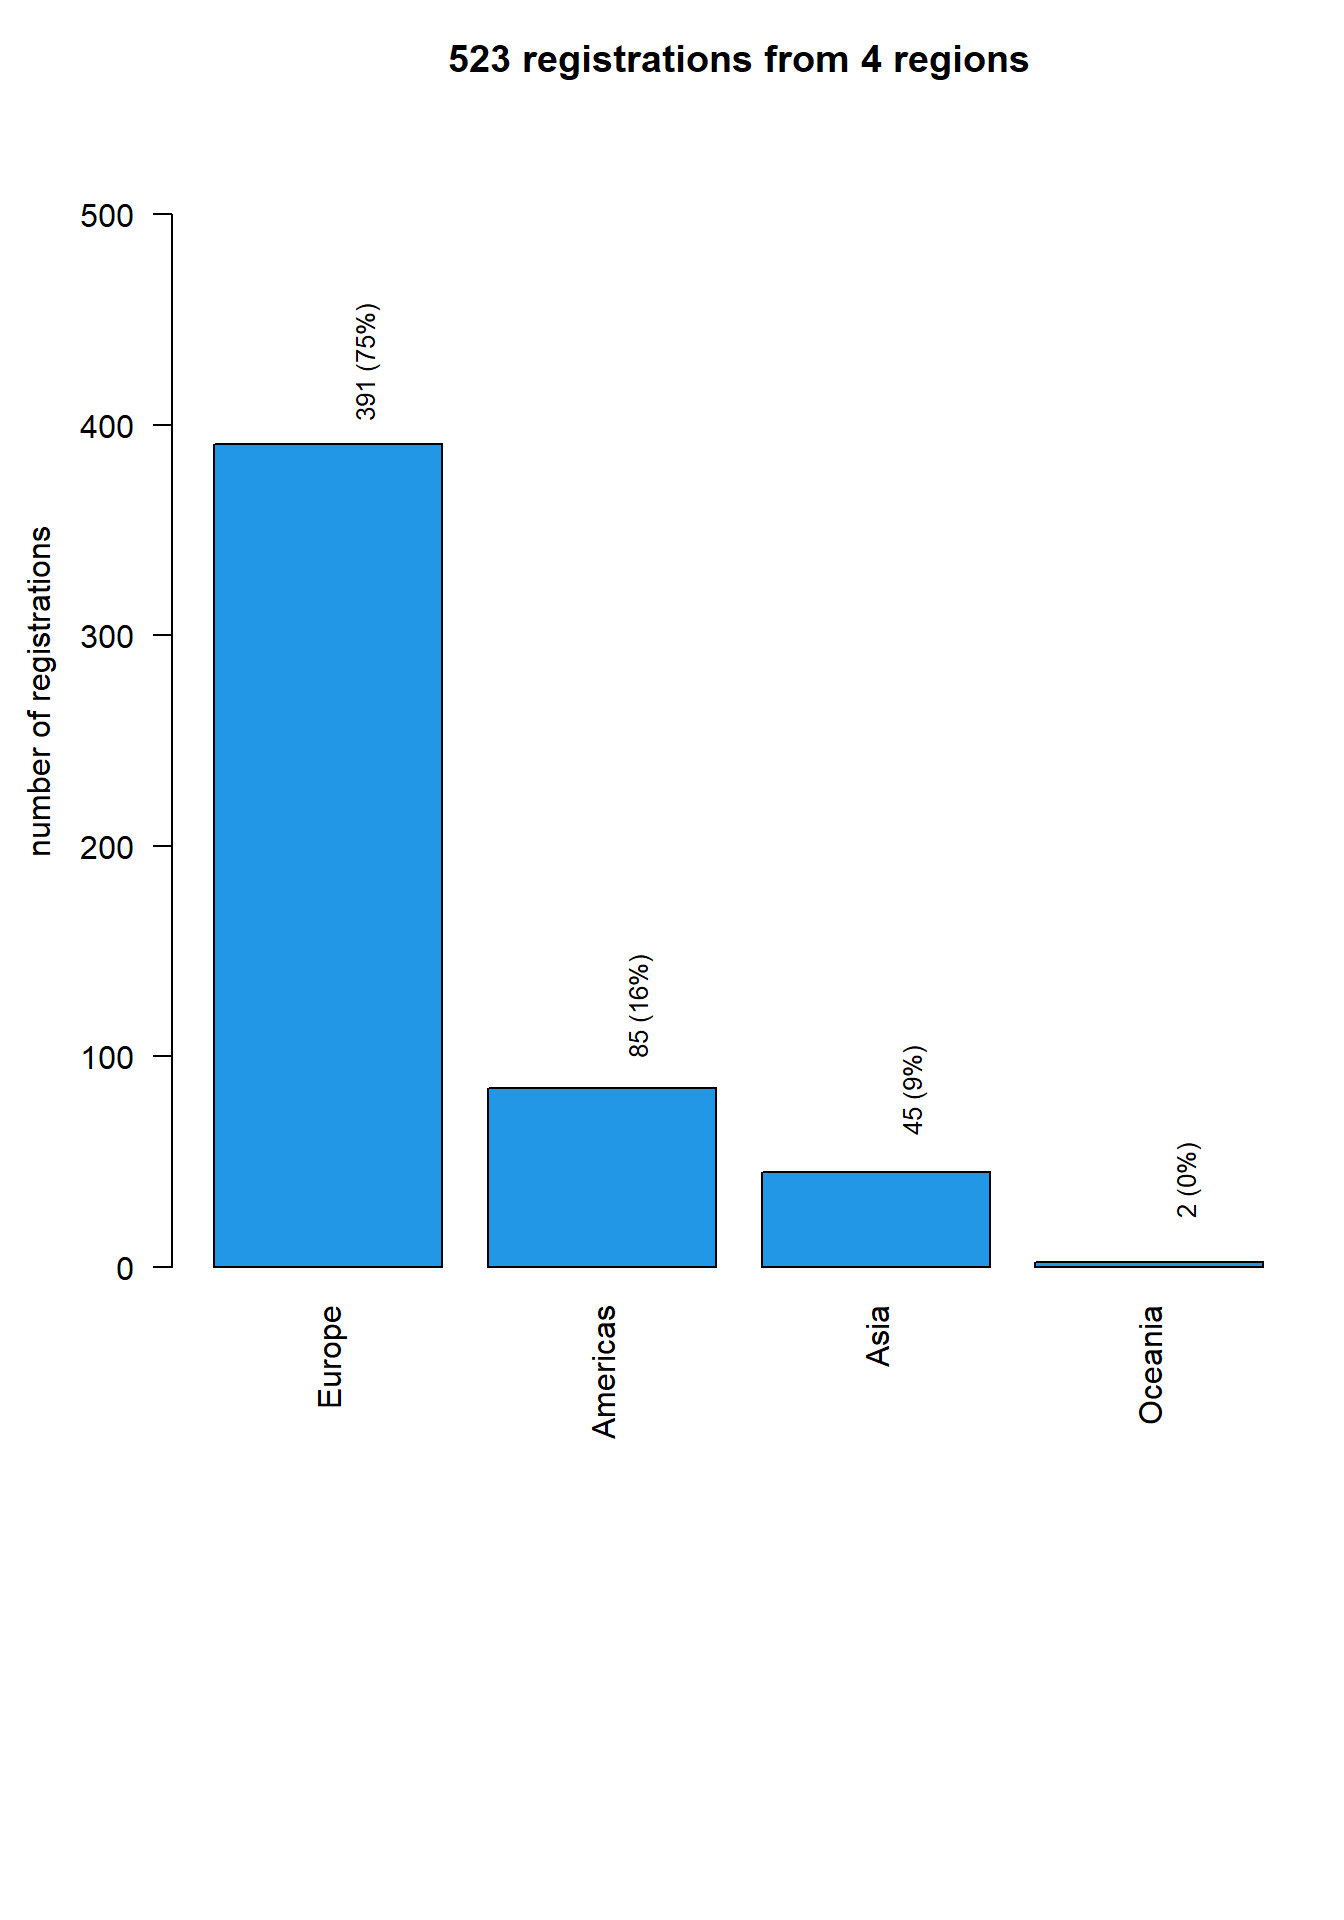 523 registrations from 4 regions
number of registrations
500
400
300
200
100
0
391 (75%)
85 (16%)
45 (9%)
2 (0%)
Europe
Americas
Asia
Oceania